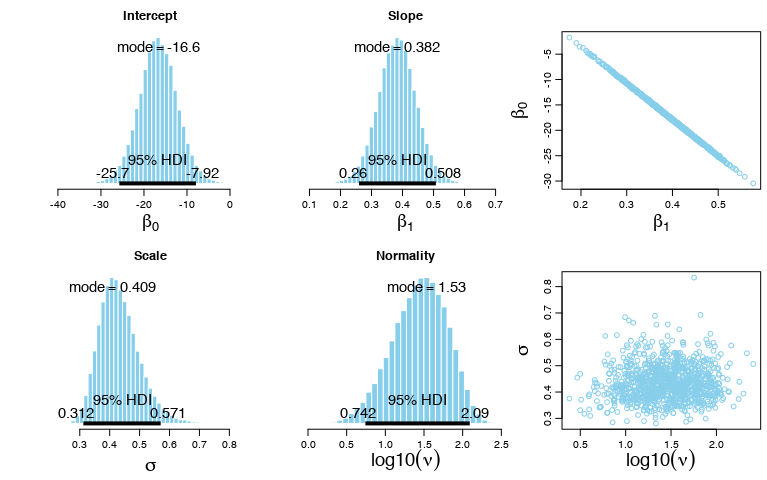 Intercept
mode = -16.6
95% HDI
-25.7 -7.92
-40 -30 -20 -10 0
β0
Slope
mode = 0.382
95% HDI
0.26 0.508
0.1 0.2 0.3 0.4 0.5 0.6 0.7
β1
-5
-10
-15
-20
-25
-30
β0
0.2 0.3 0.4 0.5
β1
Scale
mode = 0.409
95% HDI
0.312 0.571
0.3 0.4 0.5 0.6 0.7 0.8
σ
Normality
mode = 1.53
95% HDI
0.742 2.09
0.0 0.5 1.0 1.5 2.0 2.5
log10(ν)
0.8
0.7
0.6
0.5
0.4
0.3
σ
0.5 1.0 1.5 2.0
log10(ν)